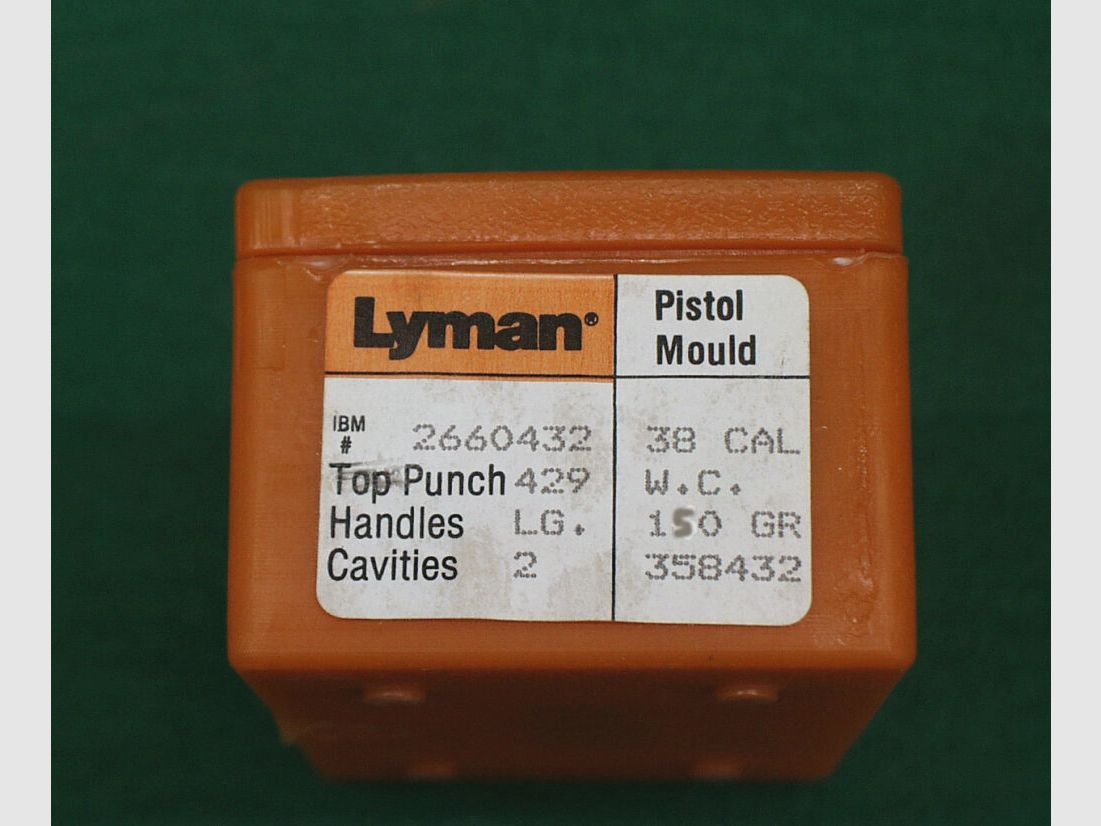 Lyman®
Pistol
Mould
IBM
# 2660432
Top Punch 429
Handles LG.
Cavities 2
38 CAL
W.C.
150 GR
358432